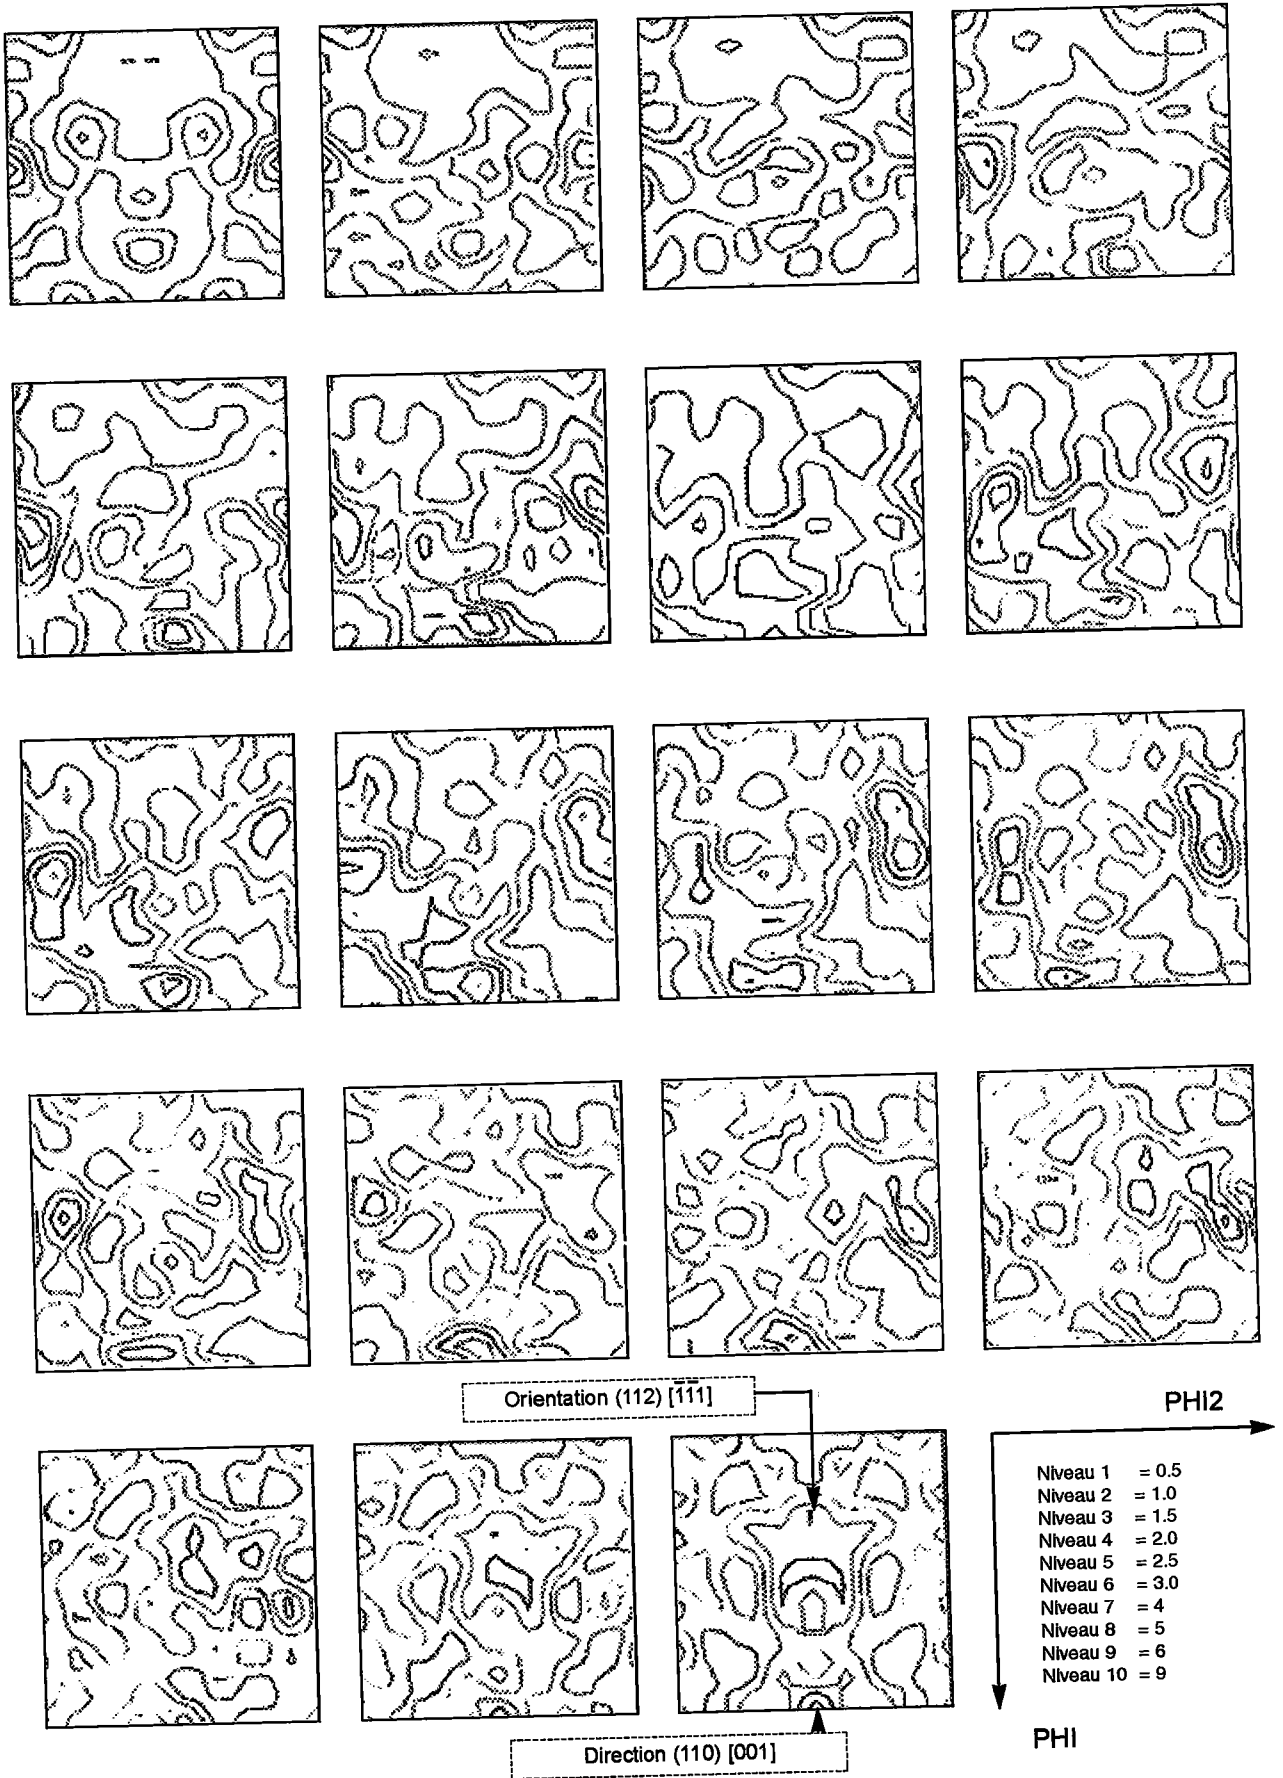 Orientation (112) [1̅1̅1]
PHI2
Niveau 1 = 0.5
Niveau 2 = 1.0
Niveau 3 = 1.5
Niveau 4 = 2.0
Niveau 5 = 2.5
Niveau 6 = 3.0
Niveau 7 = 4
Niveau 8 = 5
Niveau 9 = 6
Niveau 10 = 9
PHI
Direction (110) [001]